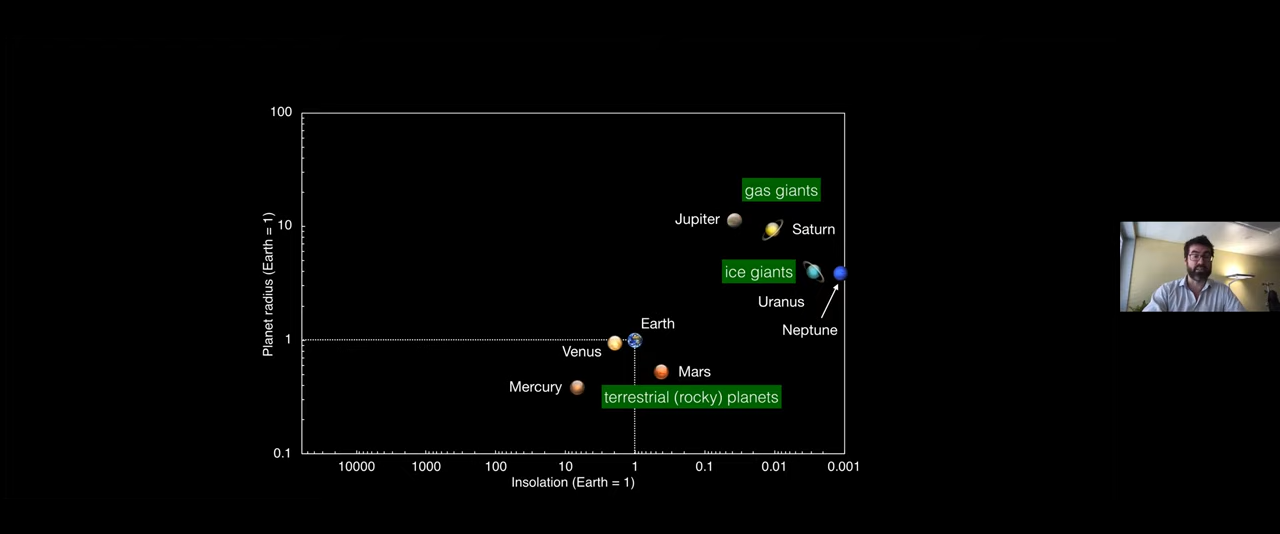 100
gas giants
Jupiter
Saturn
10
ice giants
Uranus
Neptune
Earth
1
Venus
Mars
Mercury
terrestrial (rocky) planets
0.1
Planet radius (Earth = 1)
10000 1000 100 10 1 0.1 0.01 0.001
Insolation (Earth = 1)